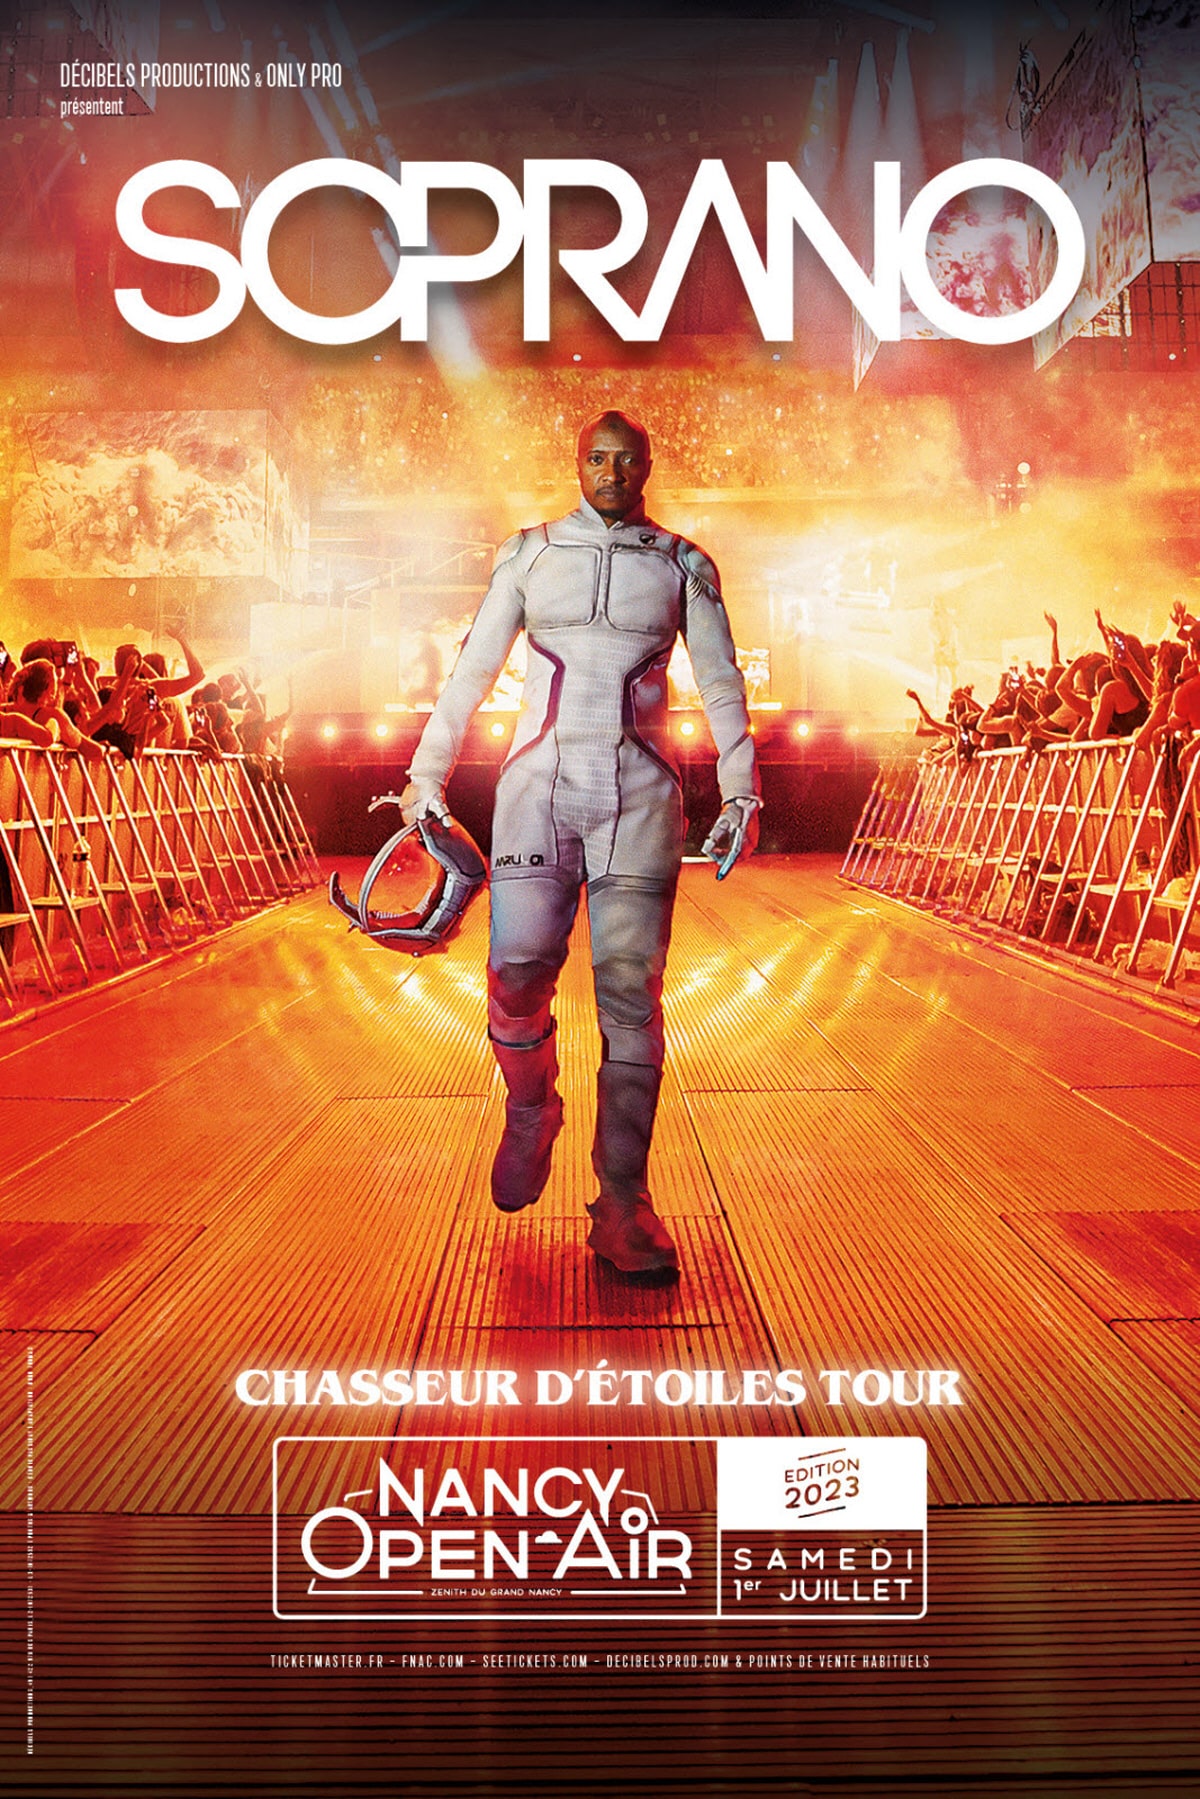 DÉCIBELS PRODUCTIONS & ONLY PRO
présentent
SOPRANO
CHASSEUR D'ÉTOILES TOUR
NANCY
OPEN AIR
ZENITH DU GRAND NANCY
EDITION
2023
SAMEDI
1er JUILLET
TICKETMASTER.FR - FNAC.COM - SEETICKETS.COM - DECIBELSPROD.COM & POINTS DE VENTE HABITUELS